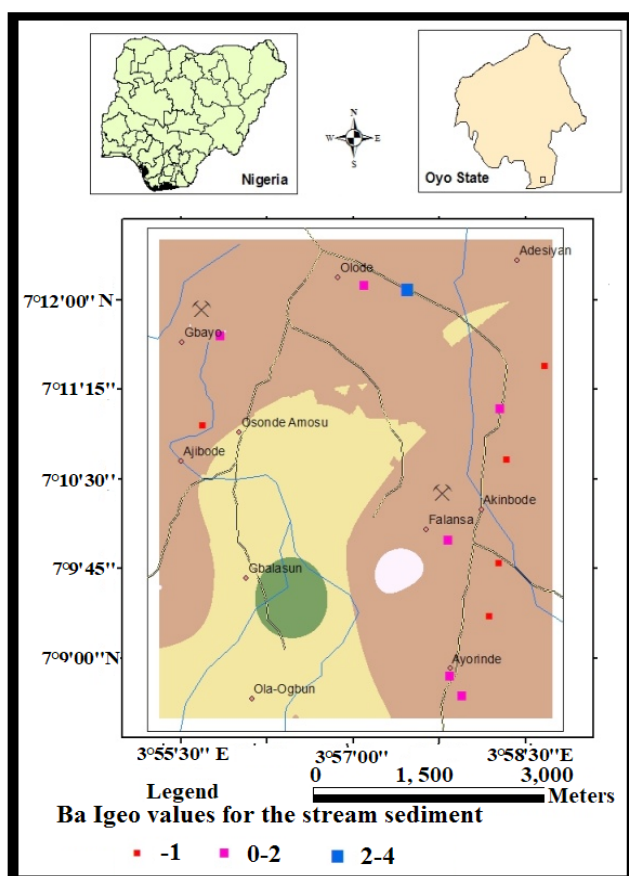 Nigeria
N
W E
S
Oyo State
Adesiyan
Olode
7°12'00" N
Gbayo
7°11'15"
Osonde Amosu
Ajibode
7°10'30"
Akinbode
Falansa
7°9'45"
Gbalasun
7°9'00"N
Ayorinde
Ola-Ogbun
3°55'30" E 3°57'00" 3°58'30"E
0 1,500 3,000
Legend Meters
Ba Igeo values for the stream sediment
-1 0-2 2-4